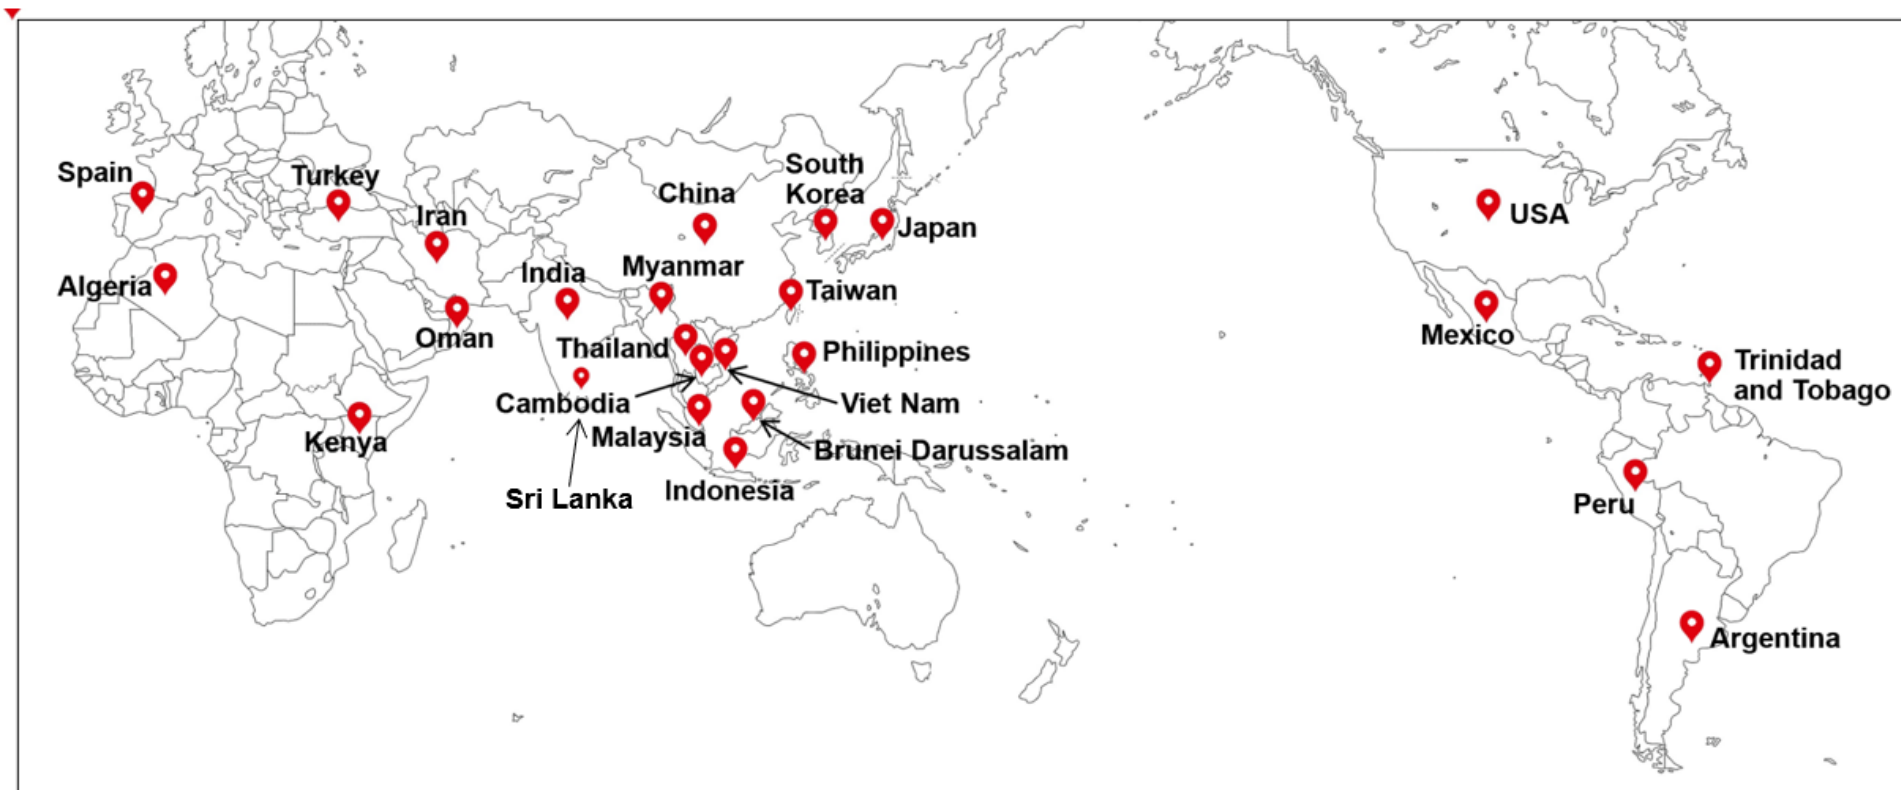 Spain
Turkey
Iran
Algeria
Oman
Kenya
India
China
South
Korea
Japan
Myanmar
Taiwan
Thailand
Philippines
Cambodia
Viet Nam
Malaysia
Brunei Darussalam
Sri Lanka
Indonesia
USA
Mexico
Trinidad
and Tobago
Peru
Argentina